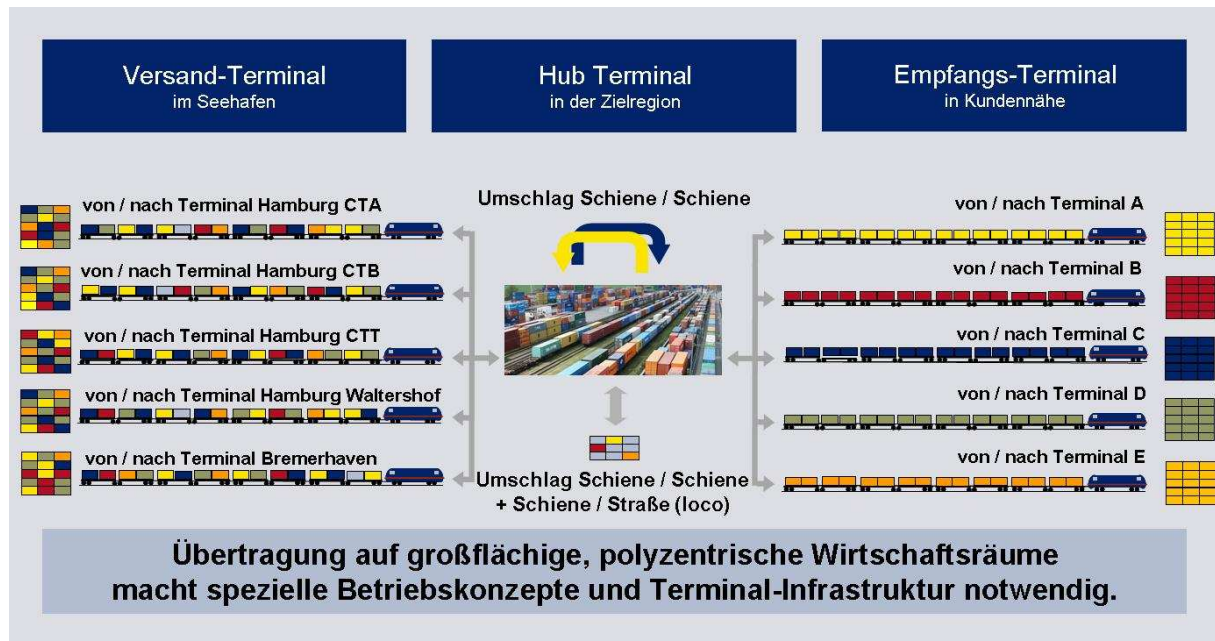 Versand-Terminal
im Seehafen
Hub Terminal
in der Zielregion
Empfangs-Terminal
in Kundennähe
von / nach Terminal Hamburg CTA
von / nach Terminal Hamburg CTB
von / nach Terminal Hamburg CTT
von / nach Terminal Hamburg Waltershof
von / nach Terminal Bremerhaven
Umschlag Schiene / Schiene
Umschlag Schiene / Schiene
+ Schiene / Straße (loco)
von / nach Terminal A
von / nach Terminal B
von / nach Terminal C
von / nach Terminal D
von / nach Terminal E
Übertragung auf großflächige, polyzentrische Wirtschaftsräume
macht spezielle Betriebskonzepte und Terminal-Infrastruktur notwendig.